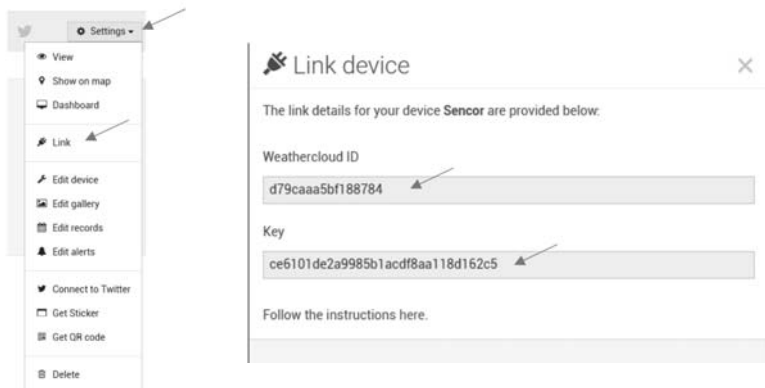 Settings
View
Show on map
Dashboard
Link
Edit device
Edit gallery
Edit records
Edit alerts
Connect to Twitter
Get Sticker
Get QR code
Delete
Link device
The link details for your device Sencor are provided below:
Weathercloud ID
d79caaa5bf188784
Key
ce6101de2a9985b1acdf8aa118d162c5
Follow the instructions here.